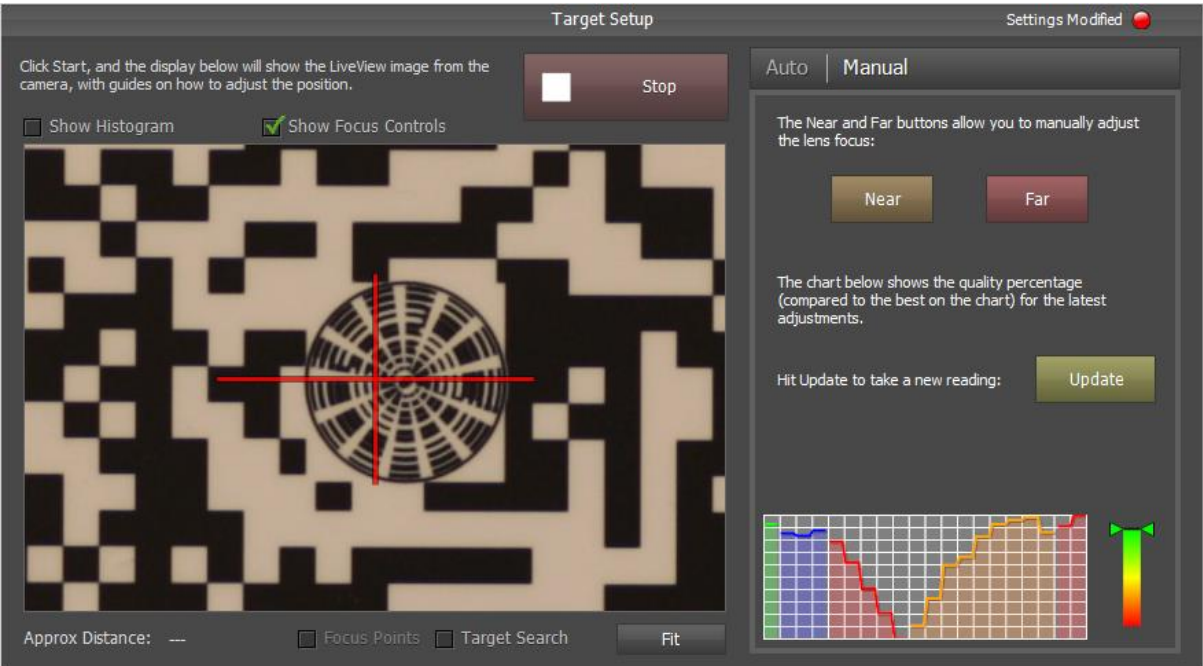 Target Setup
Settings Modified
Click Start, and the display below will show the LiveView image from the
camera, with guides on how to adjust the position.
Stop
Show Histogram
Show Focus Controls
Auto
Manual
The Near and Far buttons allow you to manually adjust
the lens focus:
Near
Far
The chart below shows the quality percentage
(compared to the best on the chart) for the latest
adjustments.
Hit Update to take a new reading:
Update
Approx Distance: ---
Focus Points
Target Search
Fit